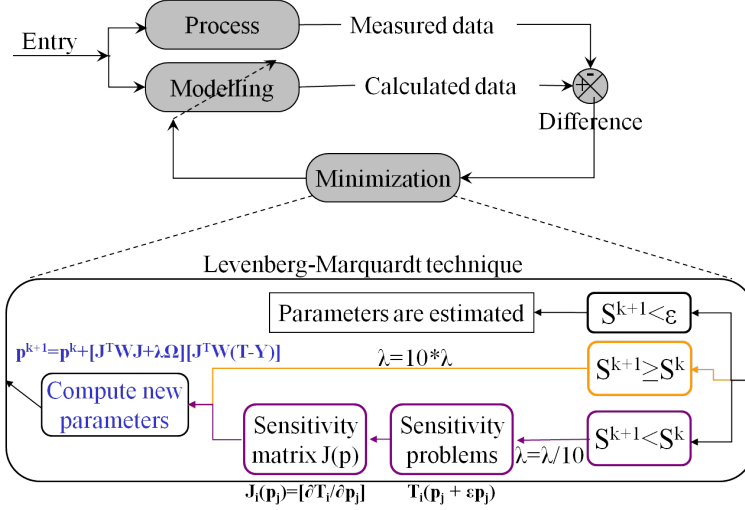 Process
Measured data
Entry
-
Modelling
Calculated data
+
Difference
Minimization
Levenberg-Marquardt technique
Parameters are estimated
Sᵏ⁺¹<ε
pᵏ⁺¹=pᵏ+[JᵀWJ+λΩ][JᵀW(T-Y)]
λ=10*λ
Sᵏ⁺¹≥Sᵏ
Compute new
parameters
Sensitivity
matrix J(p)
Sensitivity
problems
λ=λ/10
Sᵏ⁺¹<Sᵏ
Jᵢ(pⱼ)=[∂Tᵢ/∂pⱼ]
Tᵢ(pⱼ + εpⱼ)